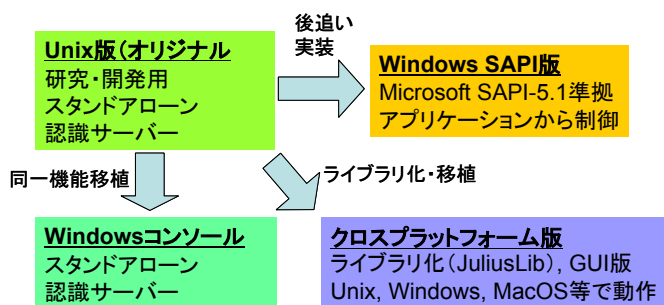 Unix版(オリジナル
研究・開発用
スタンドアローン
認識サーバー
後追い
実装
Windows SAPI版
Microsoft SAPI-5.1準拠
アプリケーションから制御
同一機能移植
ライブラリ化・移植
Windowsコンソール
スタンドアローン
認識サーバー
クロスプラットフォーム版
ライブラリ化(JuliusLib), GUI版
Unix, Windows, MacOS等で動作